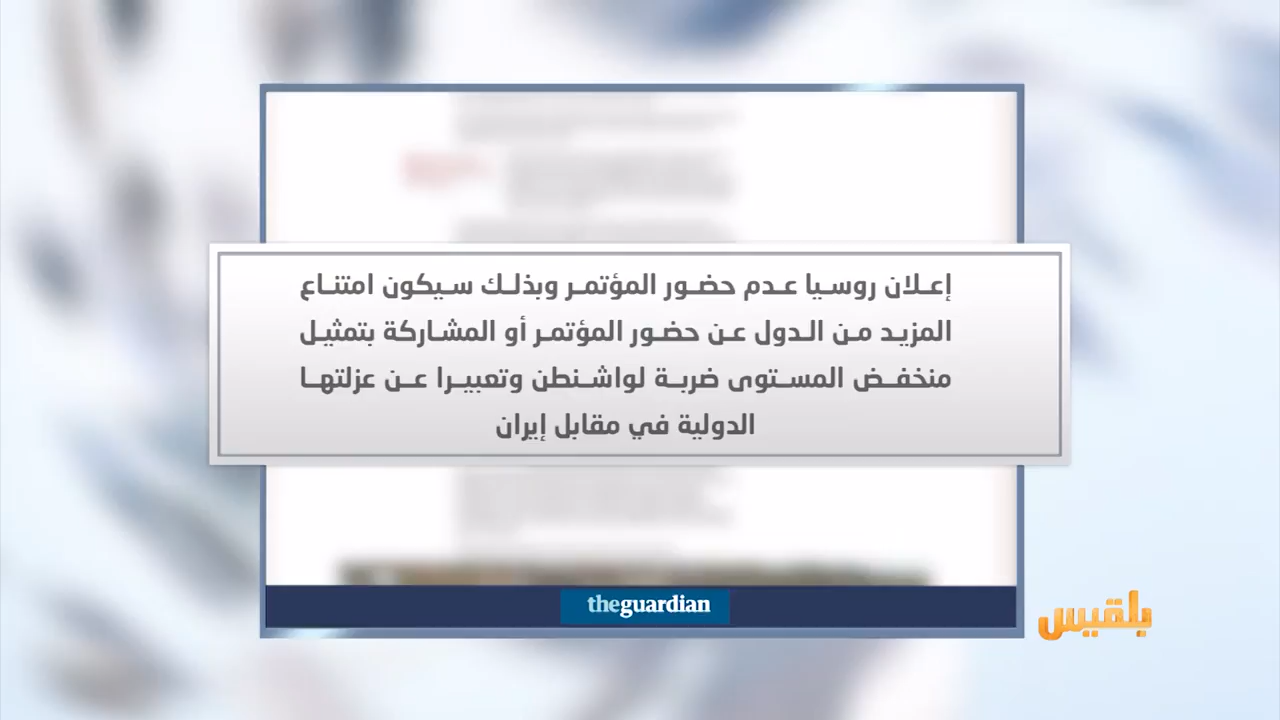 إعلان روسيا عدم حضور المؤتمر وبذلك سيكون امتناع
المزيد من الدول عن حضور المؤتمر أو المشاركة بتمثيل
منخفض المستوى ضربة لواشنطن وتعبيرا عن عزلتها
الدولية في مقابل إيران
theguardian
بلقيس